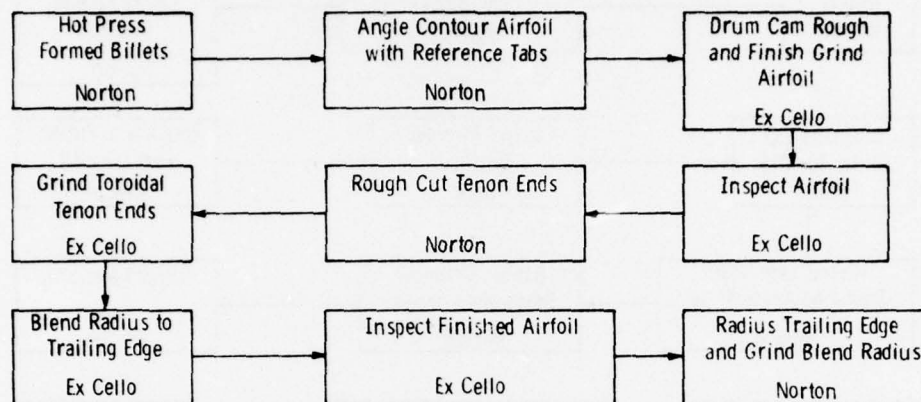 Hot Press
Formed Billets
Norton
Angle Contour Airfoil
with Reference Tabs
Norton
Drum Cam Rough
and Finish Grind
Airfoil
Ex Cello
Inspect Airfoil
Ex Cello
Rough Cut Tenon Ends
Norton
Grind Toroidal
Tenon Ends
Ex Cello
Blend Radius to
Trailing Edge
Ex Cello
Inspect Finished Airfoil
Ex Cello
Radius Trailing Edge
and Grind Blend Radius
Norton